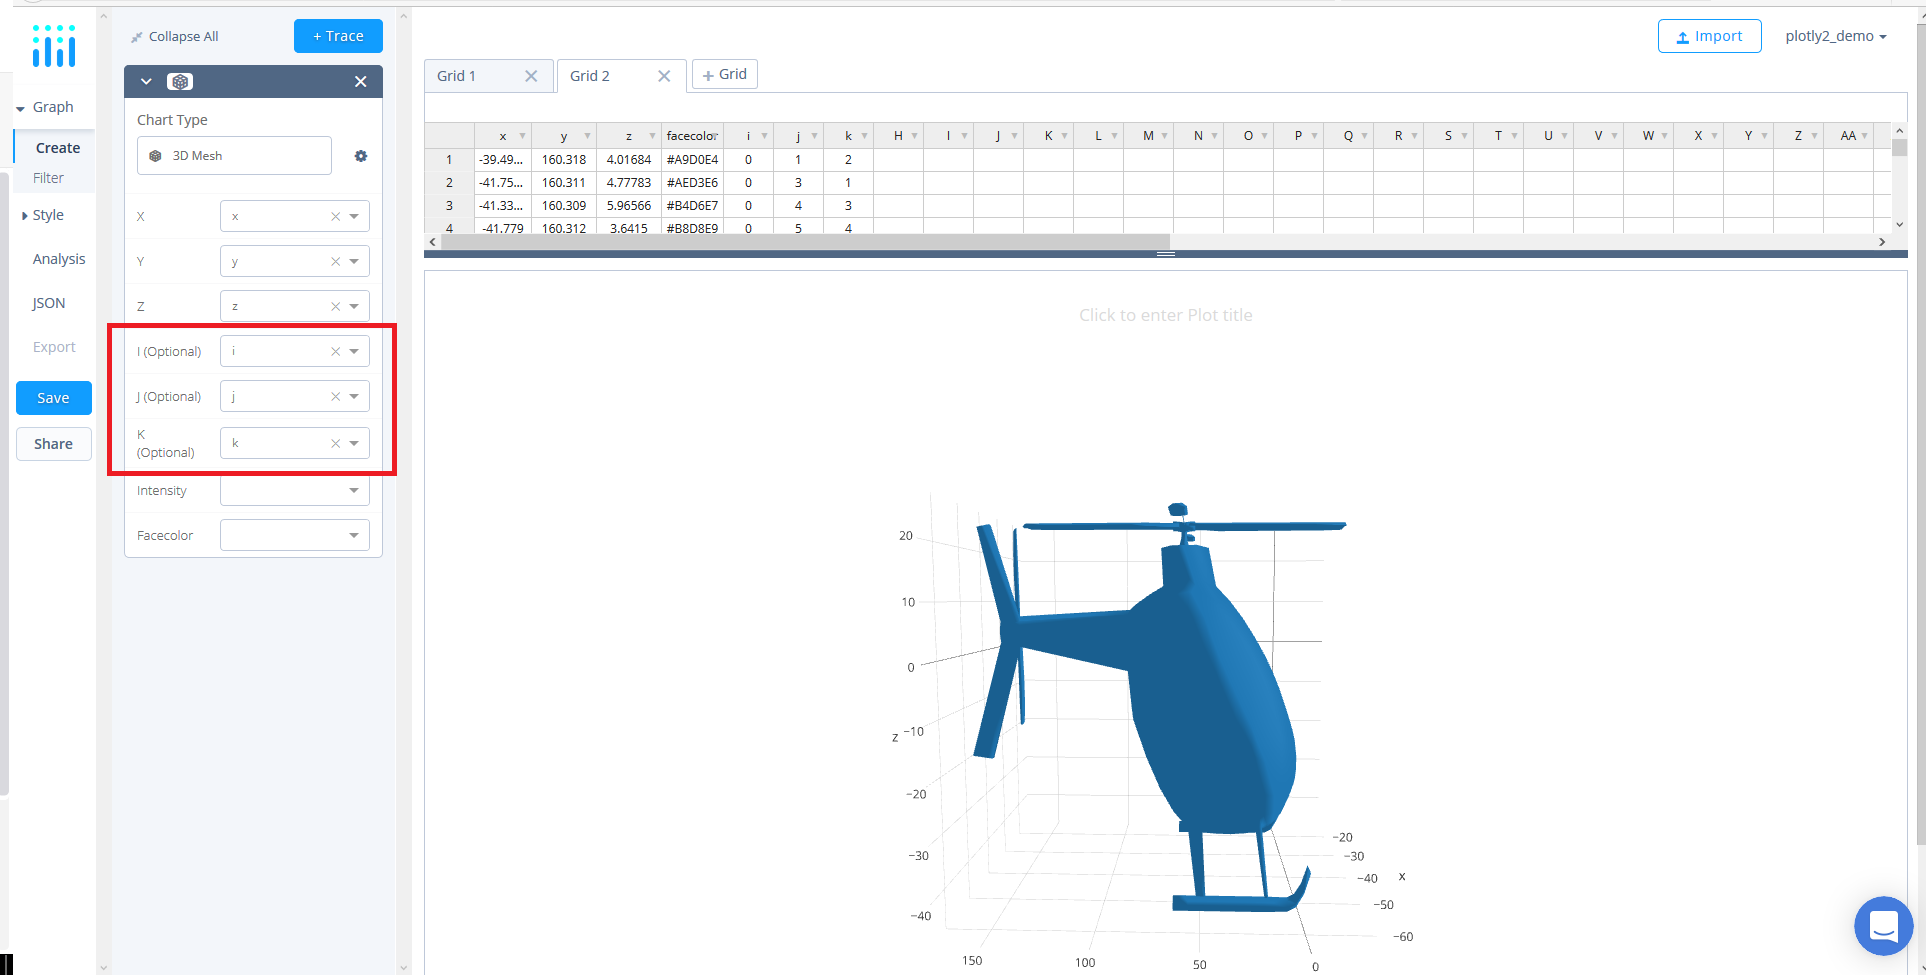 Collapse All
+ Trace
Import
plotly2_demo
Graph
Create
Filter
Style
Analysis
JSON
Export
Save
Share
Chart Type
3D Mesh
X x
Y y
Z z
I (Optional) i
J (Optional) j
K
(Optional) k
Intensity
Facecolor
Grid 1
Grid 2
+ Grid
x y z facecolor i j k H I J K L M N O P Q R S T U V W X Y Z AA
1 -39.49... 160.318 4.01684 #A9D0E4 0 1 2
2 -41.75... 160.311 4.77783 #AED3E6 0 3 1
3 -41.33... 160.309 5.96566 #B4D6E7 0 4 3
4 -41.779 160.312 3.6415 #B8D8E9 0 5 4
Click to enter Plot title
20
10
0
−10
z
−20
−30
−40
−20
−30
−40
x
−50
−60
150
100
50
0